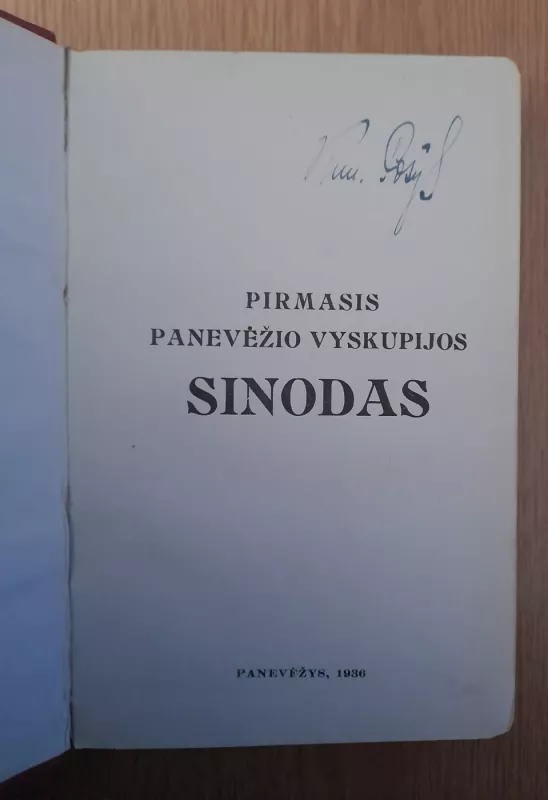 PIRMASIS
PANEVĖŽIO VYSKUPIJOS
SINODAS
PANEVĖŽYS, 1936